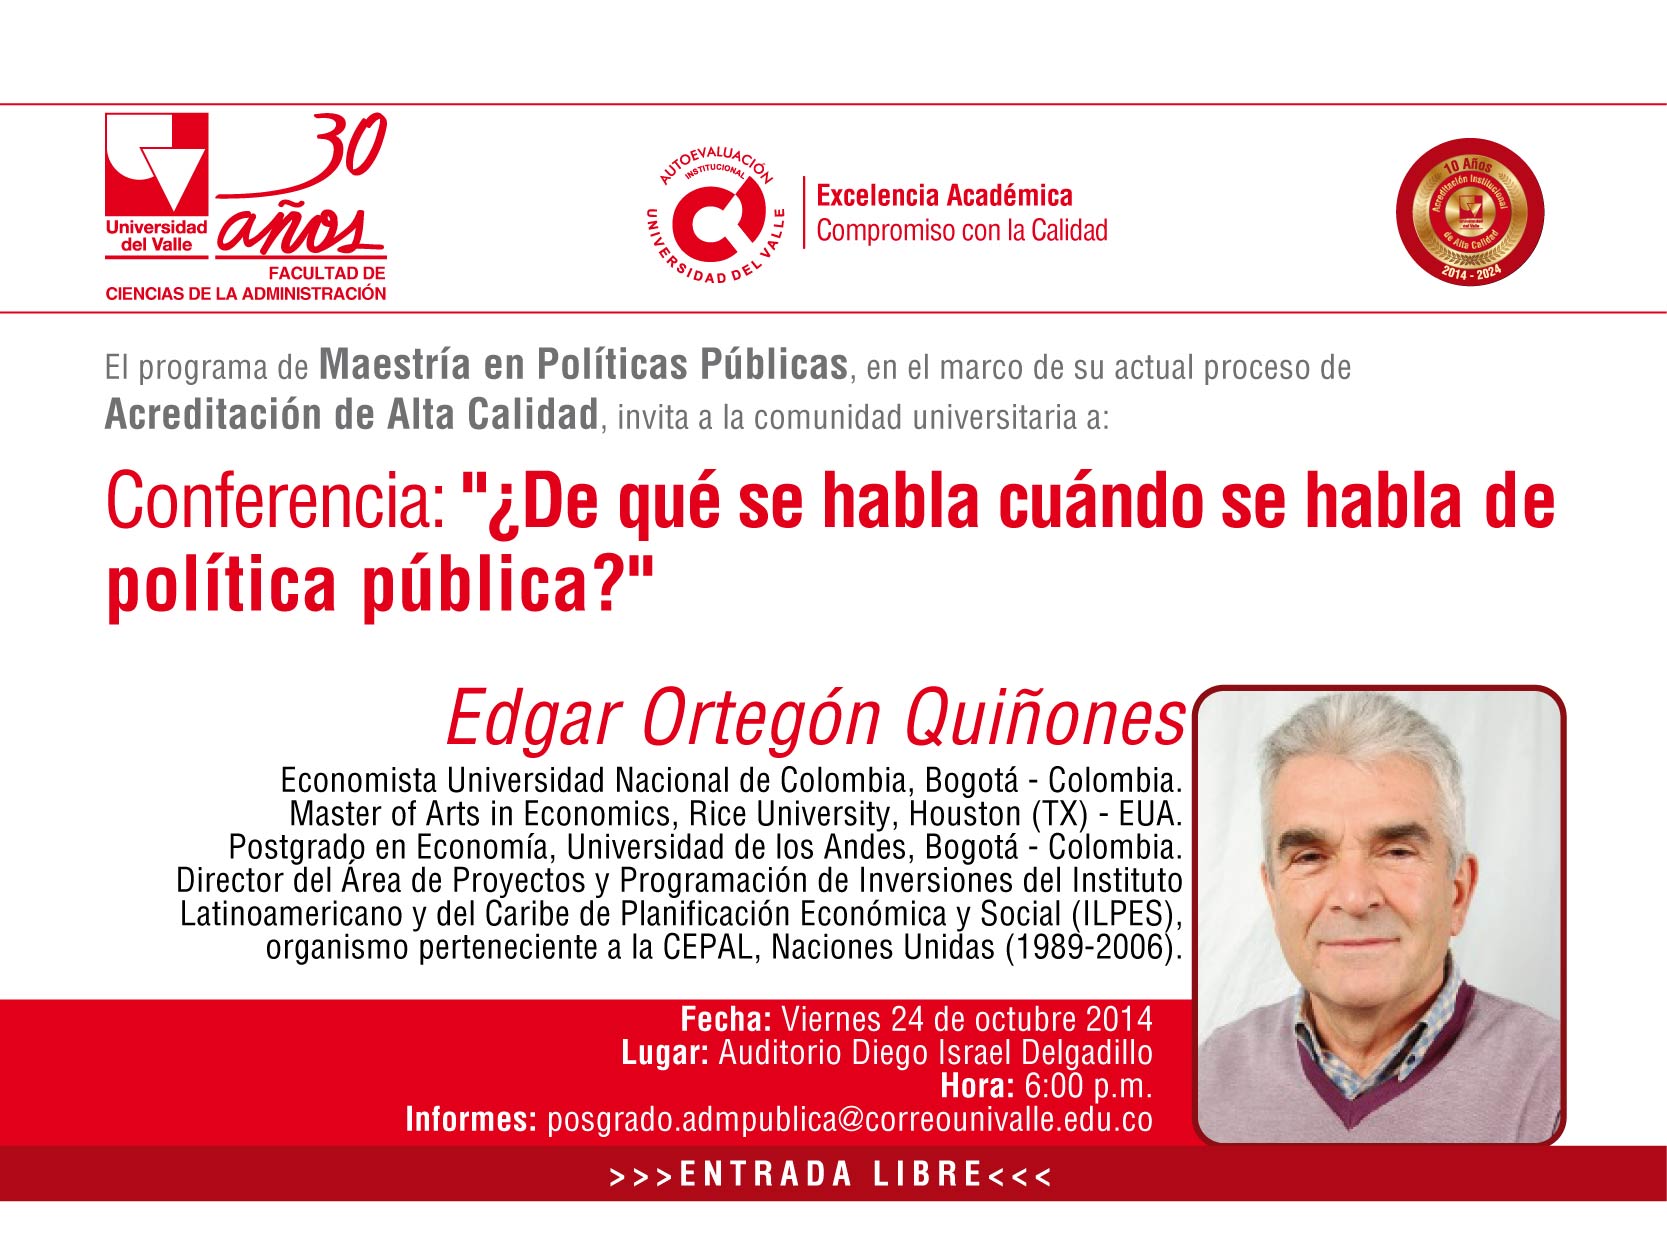 30
años
Universidad
del Valle
FACULTAD DE
CIENCIAS DE LA ADMINISTRACIÓN
AUTOEVALUACIÓN
INSTITUCIONAL
UNIVERSIDAD DEL VALLE
Excelencia Académica
Compromiso con la Calidad
10 Años
Acreditación Institucional
de Alta Calidad
2014 - 2024
El programa de Maestría en Políticas Públicas, en el marco de su actual proceso de
Acreditación de Alta Calidad, invita a la comunidad universitaria a:
Conferencia: "¿De qué se habla cuándo se habla de
política pública?"
Edgar Ortegón Quiñones
Economista Universidad Nacional de Colombia, Bogotá - Colombia.
Master of Arts in Economics, Rice University, Houston (TX) - EUA.
Postgrado en Economía, Universidad de los Andes, Bogotá - Colombia.
Director del Área de Proyectos y Programación de Inversiones del Instituto
Latinoamericano y del Caribe de Planificación Económica y Social (ILPES),
organismo perteneciente a la CEPAL, Naciones Unidas (1989-2006).
Fecha: Viernes 24 de octubre 2014
Lugar: Auditorio Diego Israel Delgadillo
Hora: 6:00 p.m.
Informes: posgrado.admpublica@correounivalle.edu.co
>>>ENTRADA LIBRE<<<